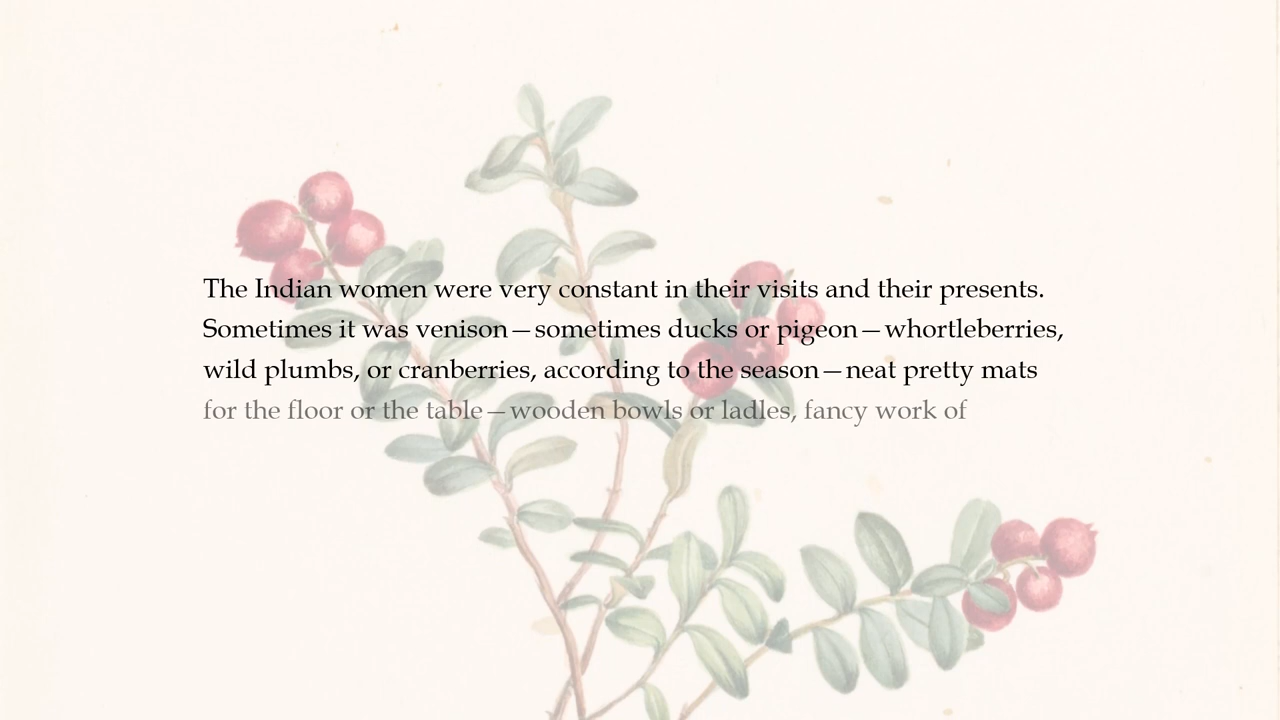 The Indian women were very constant in their visits and their presents.
Sometimes it was venison—sometimes ducks or pigeon—whortleberries,
wild plumbs, or cranberries, according to the season—neat pretty mats
for the floor or the table—wooden bowls or ladles, fancy work of